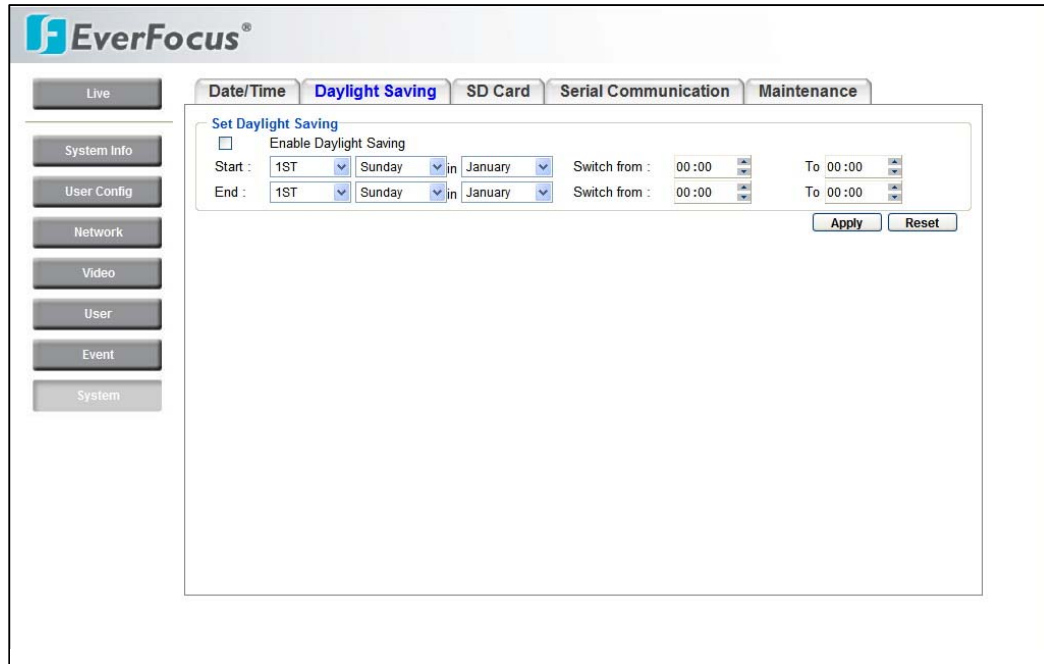 EverFocus®
Live
System Info
User Config
Network
Video
User
Event
System
Date/Time Daylight Saving SD Card Serial Communication Maintenance
Set Daylight Saving
Enable Daylight Saving
Start : 1ST Sunday in January Switch from : 00:00 To 00:00
End : 1ST Sunday in January Switch from : 00:00 To 00:00
Apply Reset